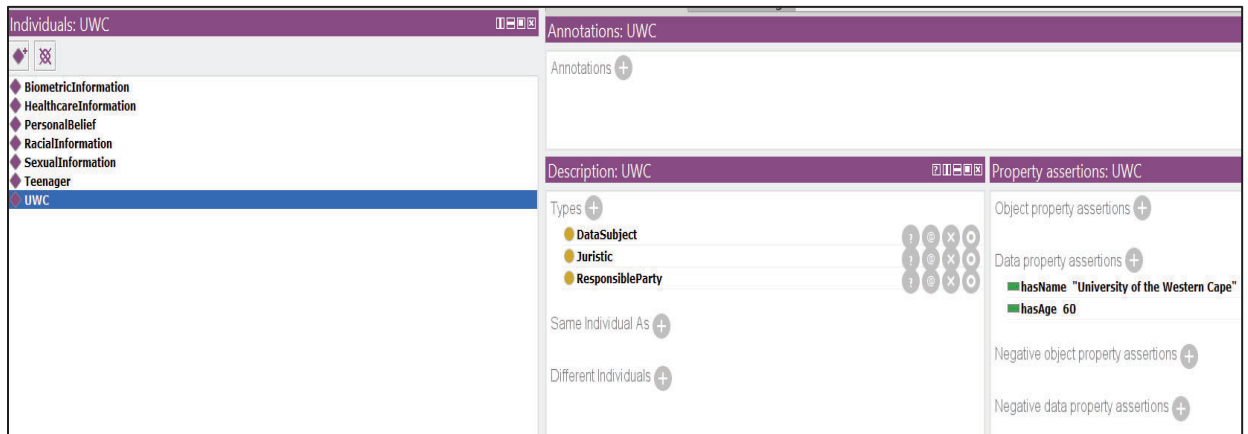 Individuals: UWC
BiometricInformation
HealthcareInformation
PersonalBelief
RacialInformation
SexualInformation
Teenager
UWC
Annotations: UWC
Annotations
Description: UWC
Types
DataSubject
Juristic
ResponsibleParty
Same Individual As
Different Individuals
Property assertions: UWC
Object property assertions
Data property assertions
hasName "University of the Western Cape"
hasAge 60
Negative object property assertions
Negative data property assertions